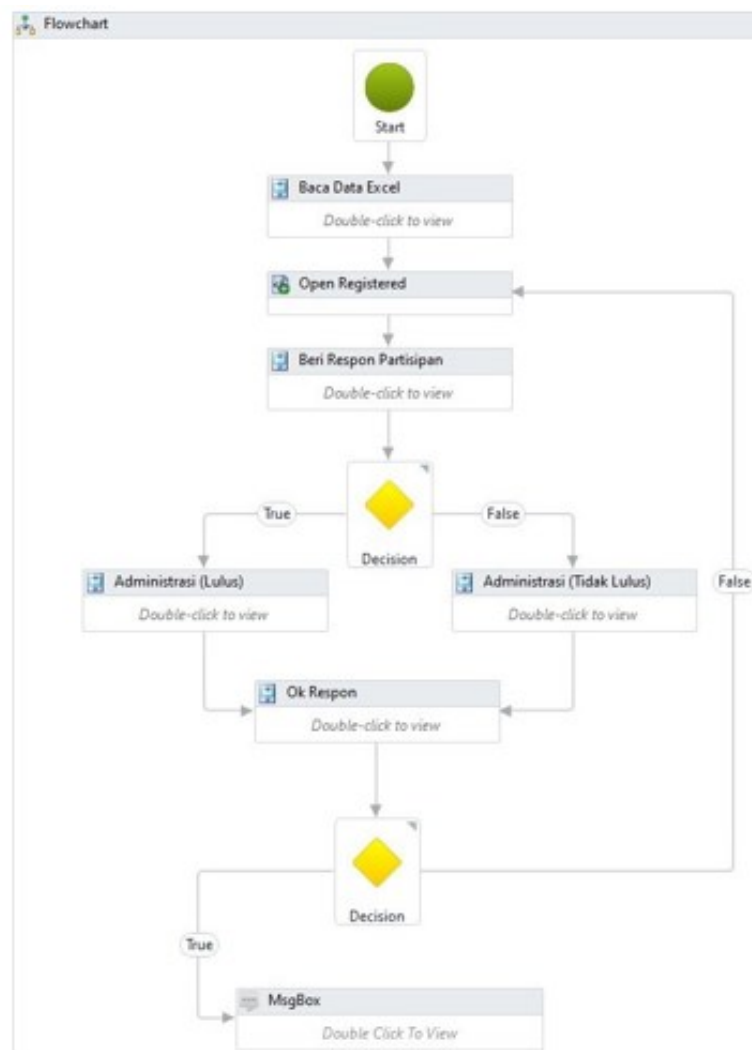 Flowchart
Start
Baca Data Excel
Double-click to view
Open Registered
Beri Respon Partisipan
Double-click to view
True
False
Decision
Administrasi (Lulus)
Double-click to view
Administrasi (Tidak Lulus)
Double-click to view
False
Ok Respon
Double-click to view
Decision
True
MsgBox
Double Click To View